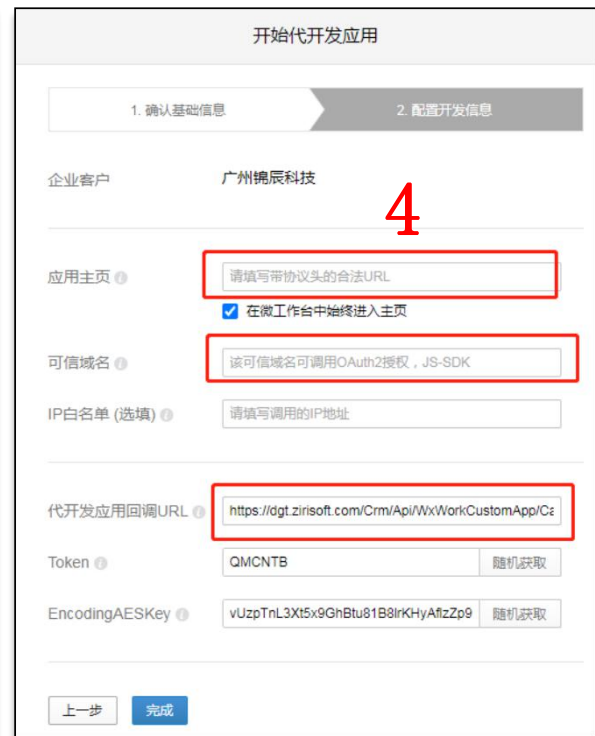 开始代开发应用
1. 确认基础信息 2. 配置开发信息
企业客户 广州锦辰科技
4
应用主页 请填写带协议头的合法URL
在微工作台中始终进入主页
可信域名 该可信域名可调用OAuth2授权，JS-SDK
IP白名单 (选填) 请填写调用的IP地址
代开发应用回调URL https://dgt.zirisoft.com/Crm/Api/WxWorkCustomApp/Ca
Token QMCNTB 随机获取
EncodingAESKey vUzpTnL3Xt5x9GhBtu81B8IrKHyAflzZp9 随机获取
上一步 完成